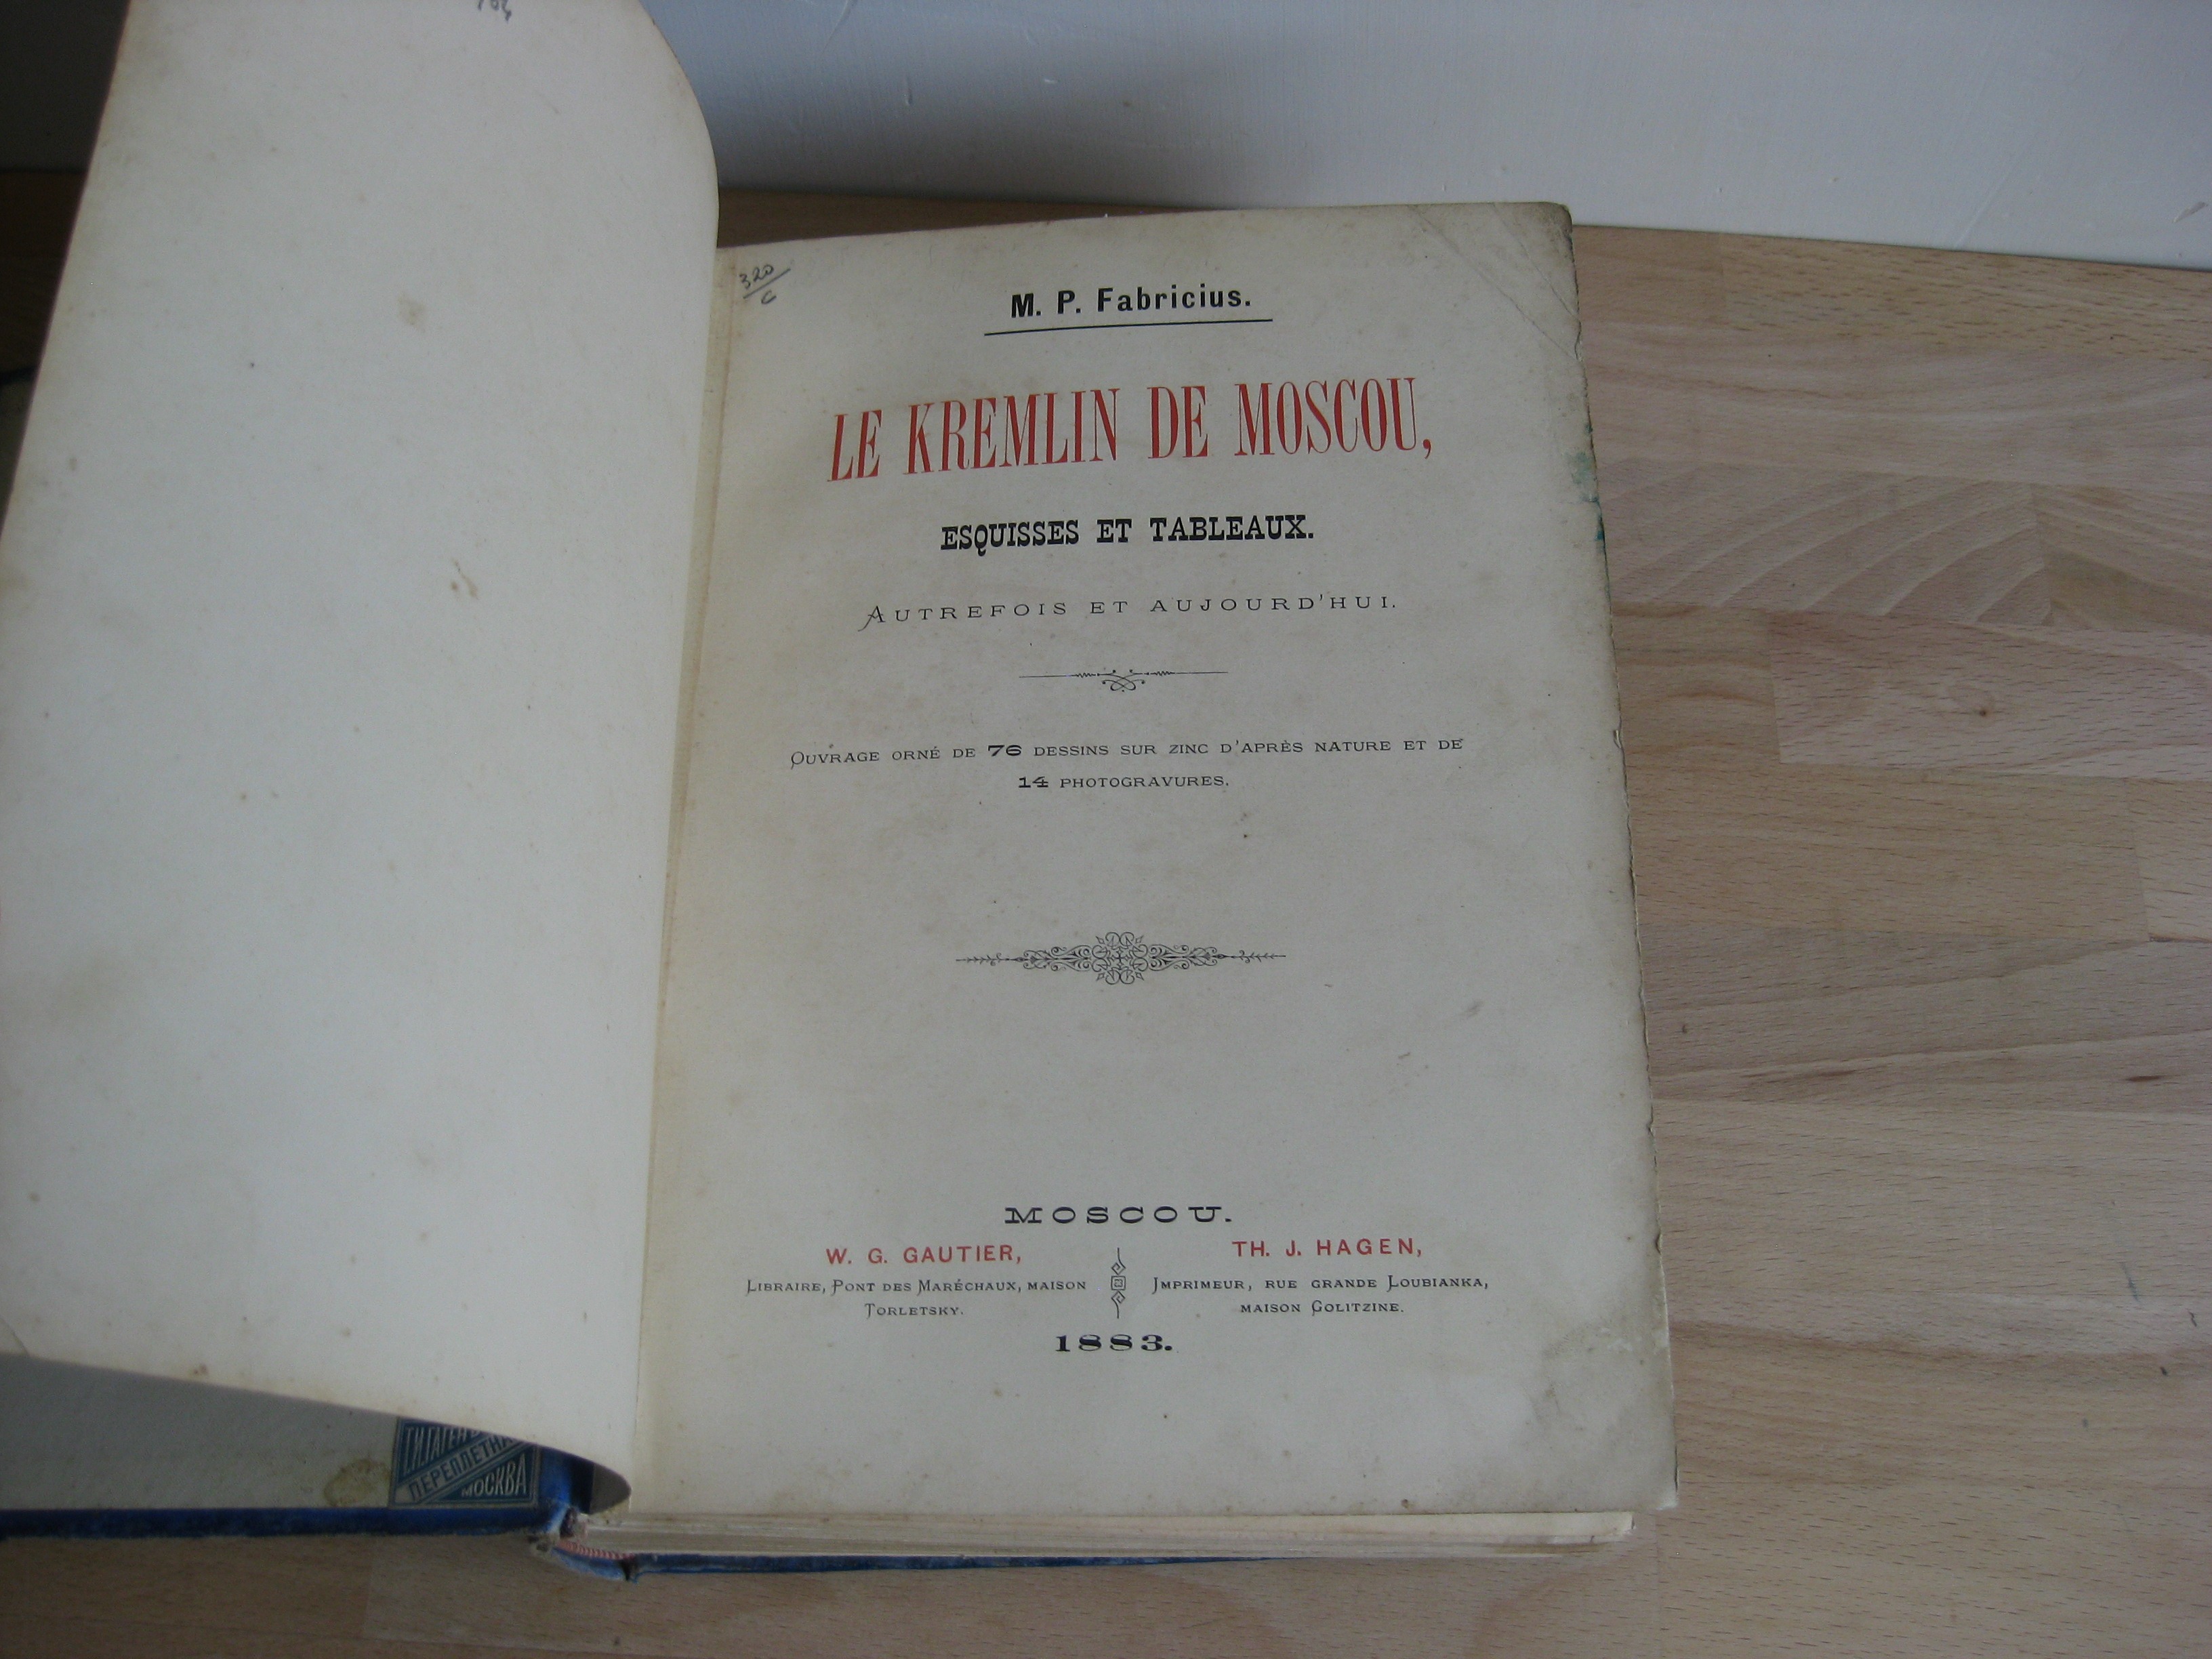 320
M. P. Fabricius.
LE KREMLIN DE MOSCOU,
ESQUISSES ET TABLEAUX.
AUTREFOIS ET AUJOURD'HUI.
OUVRAGE ORNÉ DE 76 DESSINS SUR ZINC D'APRÈS NATURE ET DE
14 PHOTOGRAVURES.
MOSCOU.
W. G. GAUTIER,
LIBRAIRE, PONT DES MARÉCHAUX, MAISON
TORLETSKY.
TH. J. HAGEN,
IMPRIMEUR, RUE GRANDE LOUBIANKA,
MAISON GOLITZINE.
1883.
МОСКВА